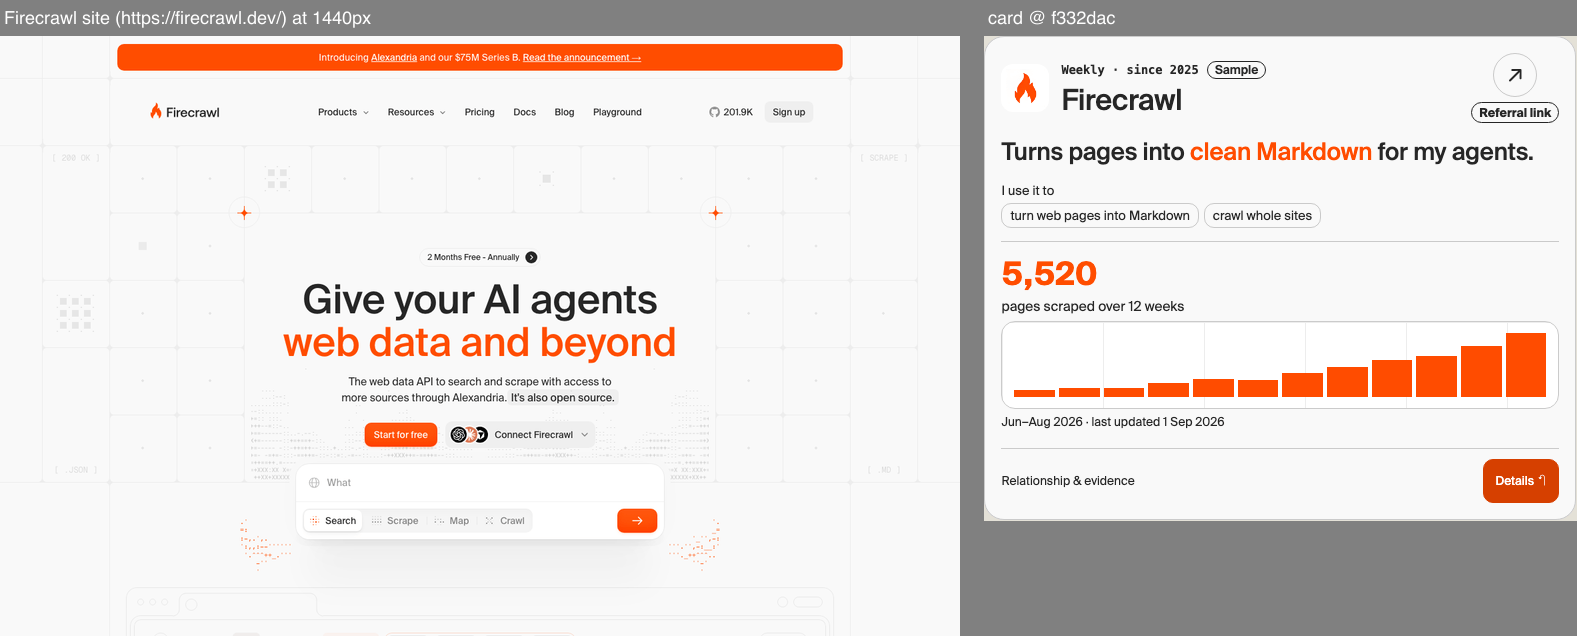 Firecrawl site (https://firecrawl.dev/) at 1440px
Introducing Alexandria and our $75M Series B. Read the announcement →
Firecrawl
Products
Resources
Pricing
Docs
Blog
Playground
201.9K
Sign up
[ 200 OK ]
[ SCRAPE ]
2 Months Free - Annually
Give your AI agents
web data and beyond
The web data API to search and scrape with access to
more sources through Alexandria. It's also open source.
Start for free
Connect Firecrawl
[ .JSON ]
[ .MD ]
What
Search
Scrape
Map
Crawl
card @ f332dac
Weekly · since 2025
Sample
Firecrawl
Referral link
Turns pages into clean Markdown for my agents.
I use it to
turn web pages into Markdown
crawl whole sites
5,520
pages scraped over 12 weeks
Jun–Aug 2026 · last updated 1 Sep 2026
Relationship & evidence
Details